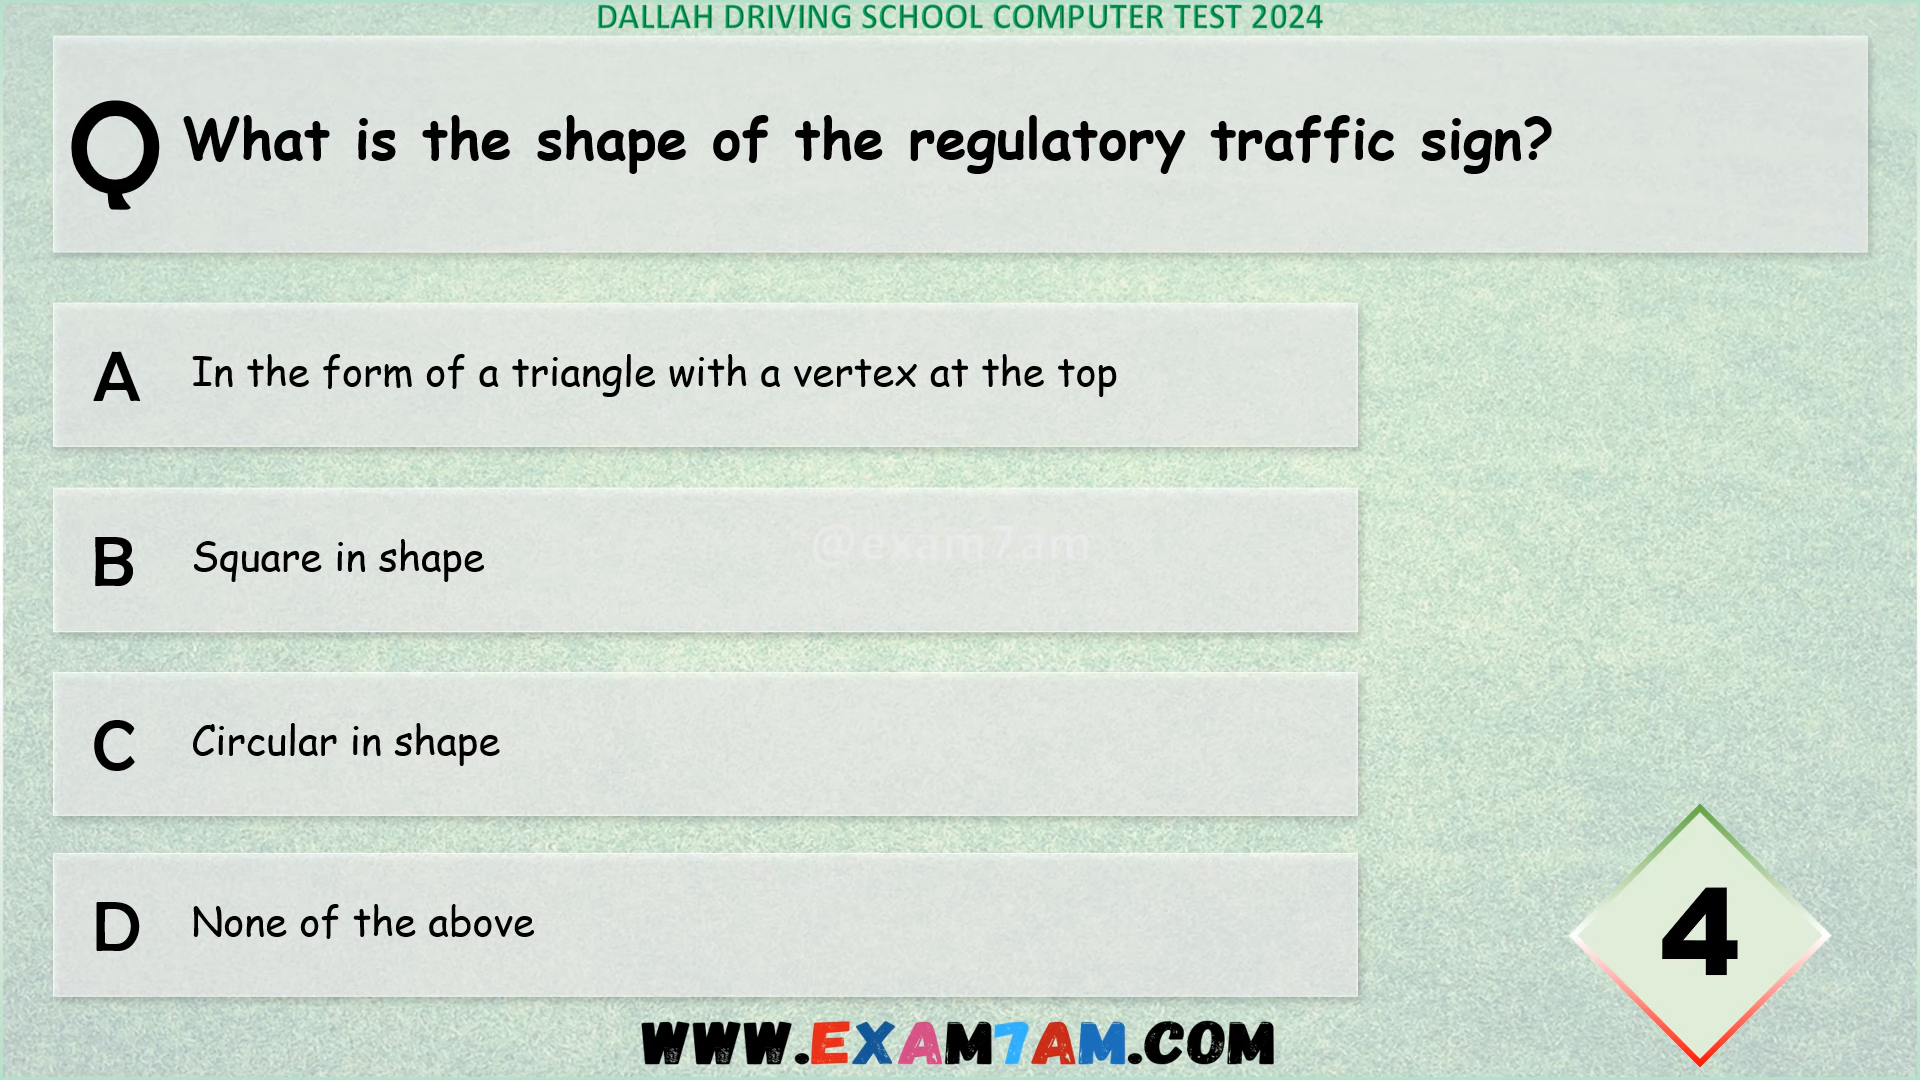 DALLAH DRIVING SCHOOL COMPUTER TEST 2024
Q What is the shape of the regulatory traffic sign?
A In the form of a triangle with a vertex at the top
B Square in shape
@exam7am
C Circular in shape
D None of the above
4
WWW.EXAM7AM.COM